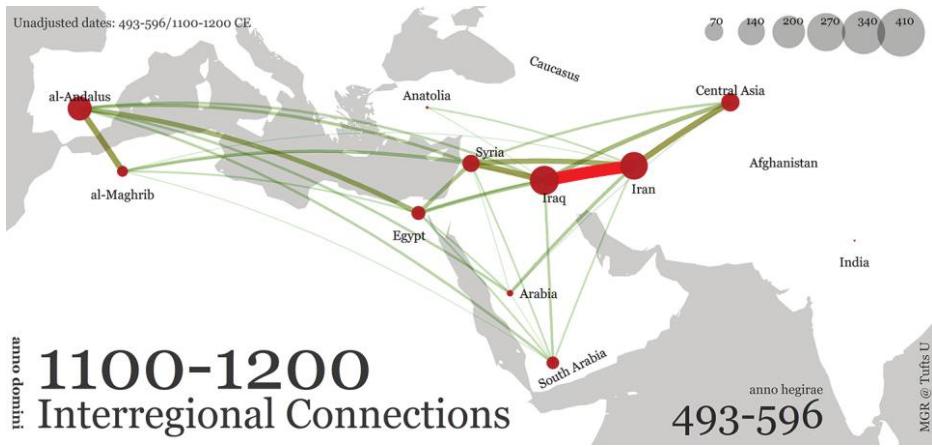 Unadjusted dates: 493-596/1100-1200 CE
70 140 200 270 340 410
Caucasus
al-Andalus
Anatolia
Central Asia
Syria
Afghanistan
al-Maghrib
Iraq
Iran
Egypt
India
Arabia
South Arabia
anno domini
1100-1200
Interregional Connections
anno hegirae
493-596
MGR @ Tufts U